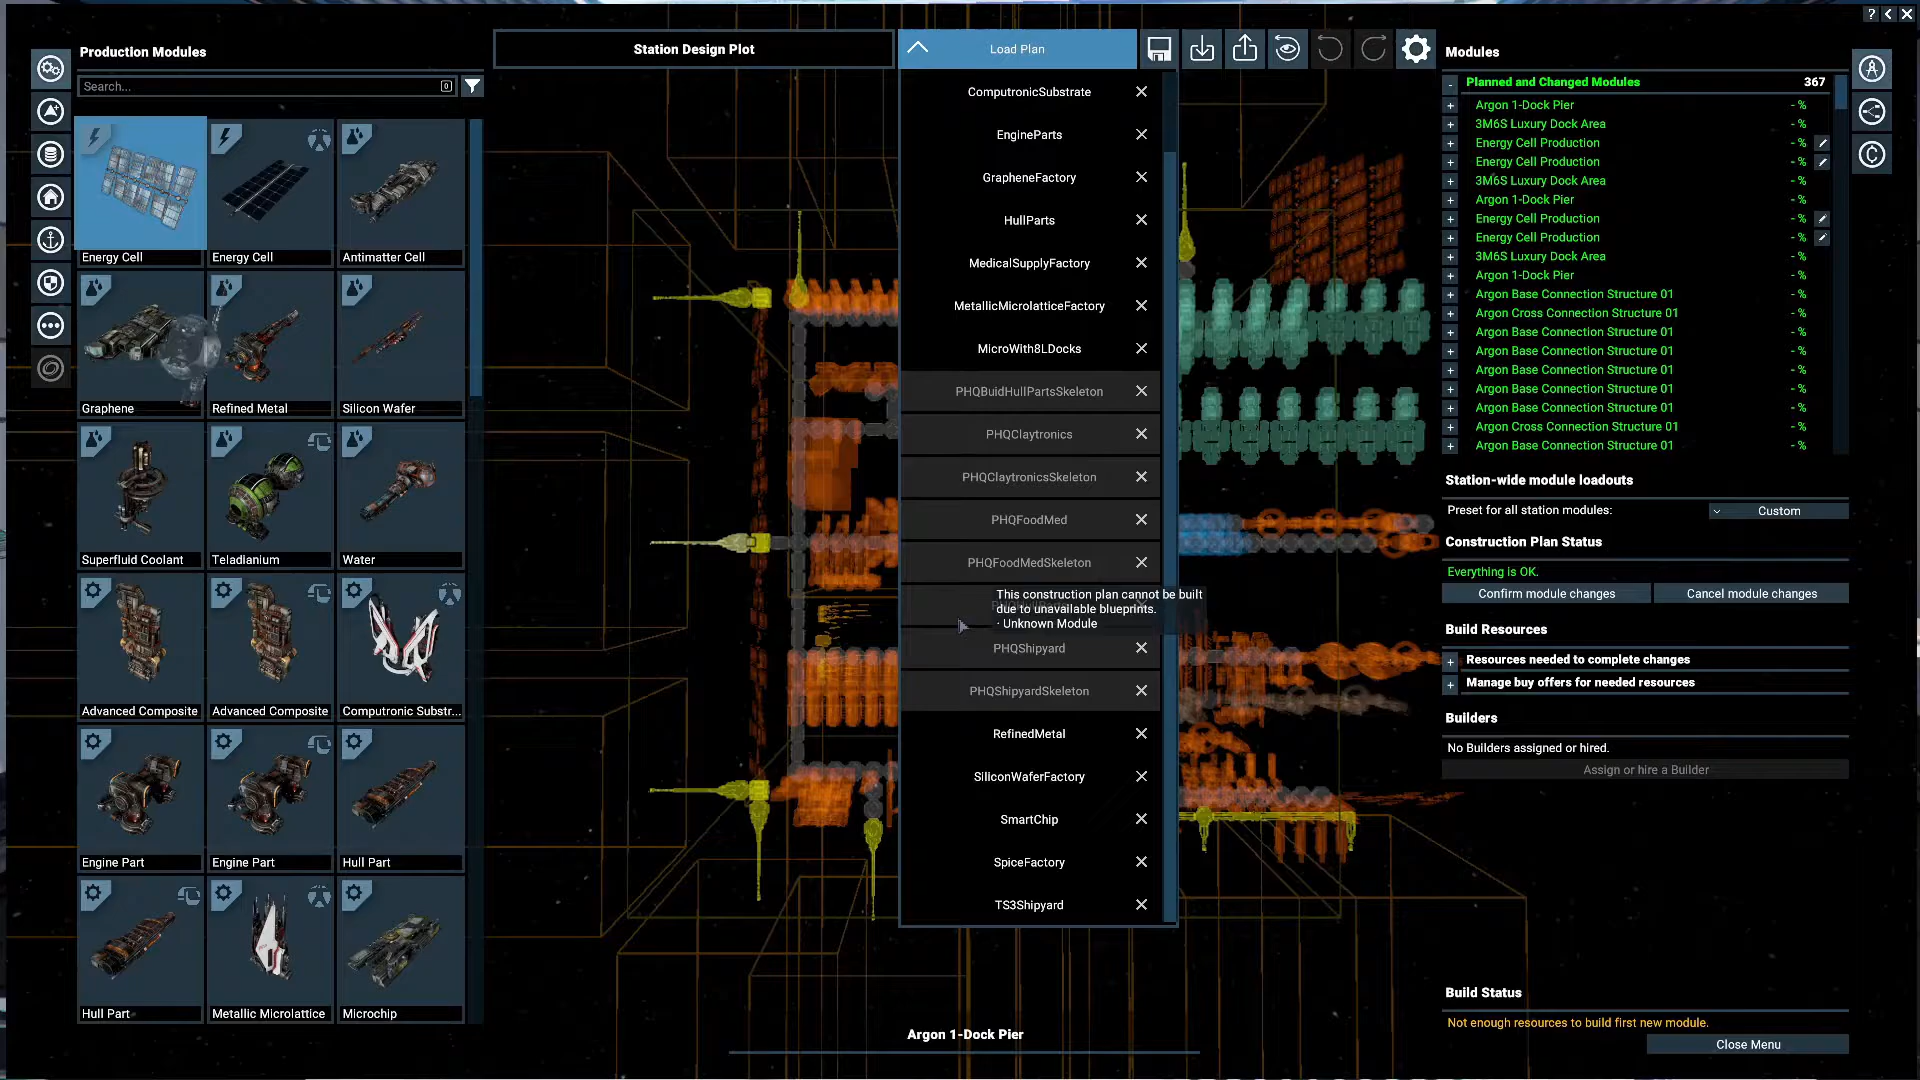 Production Modules
Search...
0
Energy Cell
Energy Cell
Antimatter Cell
Graphene
Refined Metal
Silicon Wafer
Superfluid Coolant
Teladianium
Water
Advanced Composite
Advanced Composite
Computronic Substr...
Engine Part
Engine Part
Hull Part
Hull Part
Metallic Microlattice
Microchip
Station Design Plot
Load Plan
ComputronicSubstrate
EngineParts
GrapheneFactory
HullParts
MedicalSupplyFactory
MetallicMicrolatticeFactory
MicroWith8LDocks
PHQBuidHullPartsSkeleton
PHQClaytronics
PHQClaytronicsSkeleton
PHQFoodMed
PHQFoodMedSkeleton
This construction plan cannot be built
due to unavailable blueprints.
· Unknown Module
PHQShipyard
PHQShipyardSkeleton
RefinedMetal
SiliconWaferFactory
SmartChip
SpiceFactory
TS3Shipyard
Argon 1-Dock Pier
Modules
- Planned and Changed Modules 367
+ Argon 1-Dock Pier - %
+ 3M6S Luxury Dock Area - %
+ Energy Cell Production - %
+ Energy Cell Production - %
+ 3M6S Luxury Dock Area - %
+ Argon 1-Dock Pier - %
+ Energy Cell Production - %
+ Energy Cell Production - %
+ 3M6S Luxury Dock Area - %
+ Argon 1-Dock Pier - %
+ Argon Base Connection Structure 01 - %
+ Argon Cross Connection Structure 01 - %
+ Argon Base Connection Structure 01 - %
+ Argon Base Connection Structure 01 - %
+ Argon Base Connection Structure 01 - %
+ Argon Base Connection Structure 01 - %
+ Argon Base Connection Structure 01 - %
+ Argon Cross Connection Structure 01 - %
+ Argon Base Connection Structure 01 - %
Station-wide module loadouts
Preset for all station modules: Custom
Construction Plan Status
Everything is OK.
Confirm module changes
Cancel module changes
Build Resources
+ Resources needed to complete changes
+ Manage buy offers for needed resources
Builders
No Builders assigned or hired.
Assign or hire a Builder
Build Status
Not enough resources to build first new module.
Close Menu